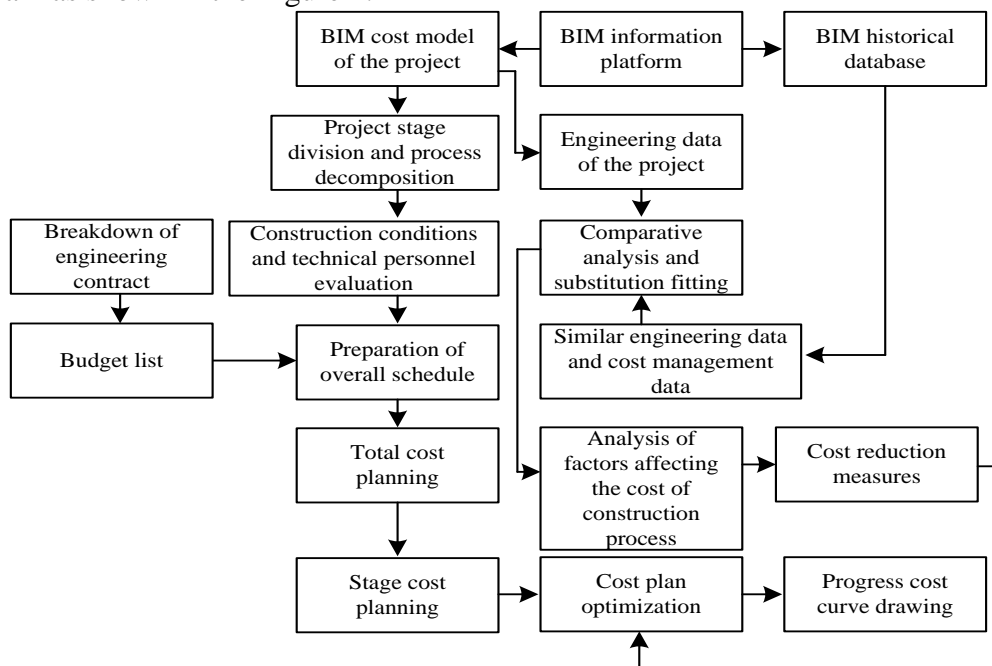 BIM cost model
of the project
BIM information
platform
BIM historical
database
Project stage
division and process
decomposition
Engineering data
of the project
Breakdown of
engineering
contract
Construction conditions
and technical personnel
evaluation
Comparative
analysis and
substitution fitting
Budget list
Preparation of
overall schedule
Similar engineering data
and cost management
data
Total cost
planning
Analysis of
factors affecting
the cost of
construction
process
Cost reduction
measures
Stage cost
planning
Cost plan
optimization
Progress cost
curve drawing